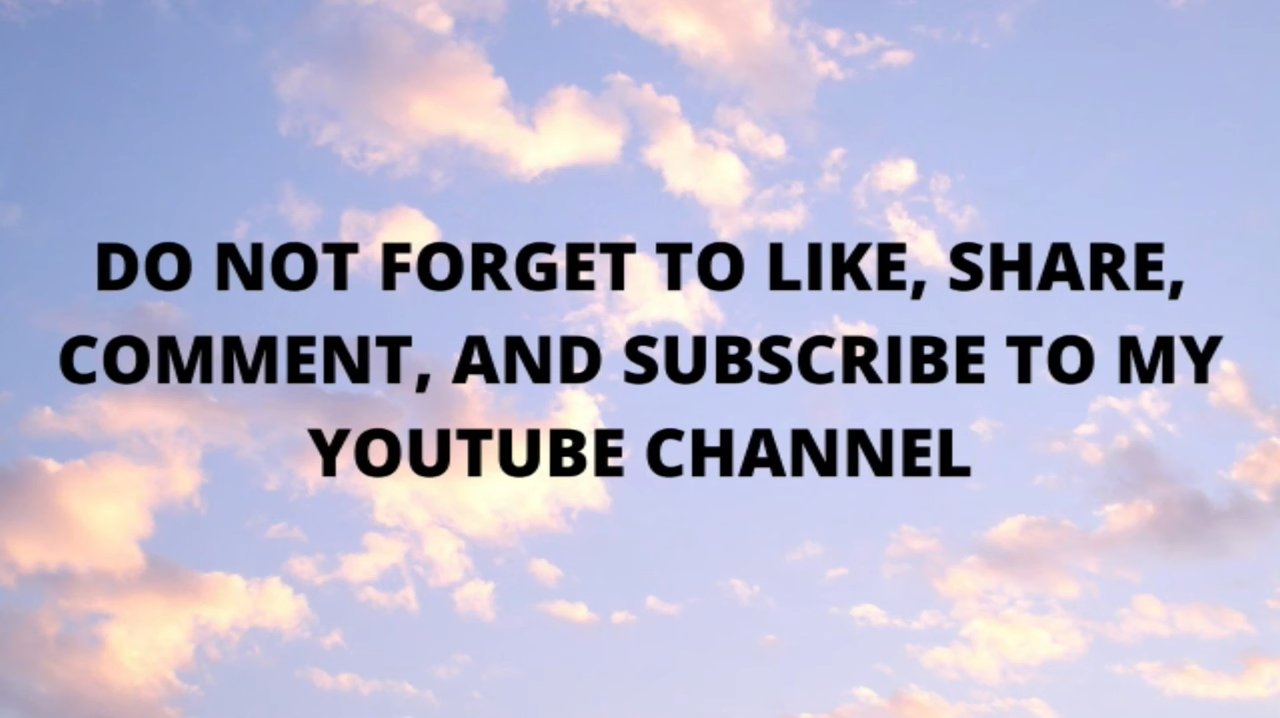 DO NOT FORGET TO LIKE, SHARE,
COMMENT, AND SUBSCRIBE TO MY
YOUTUBE CHANNEL